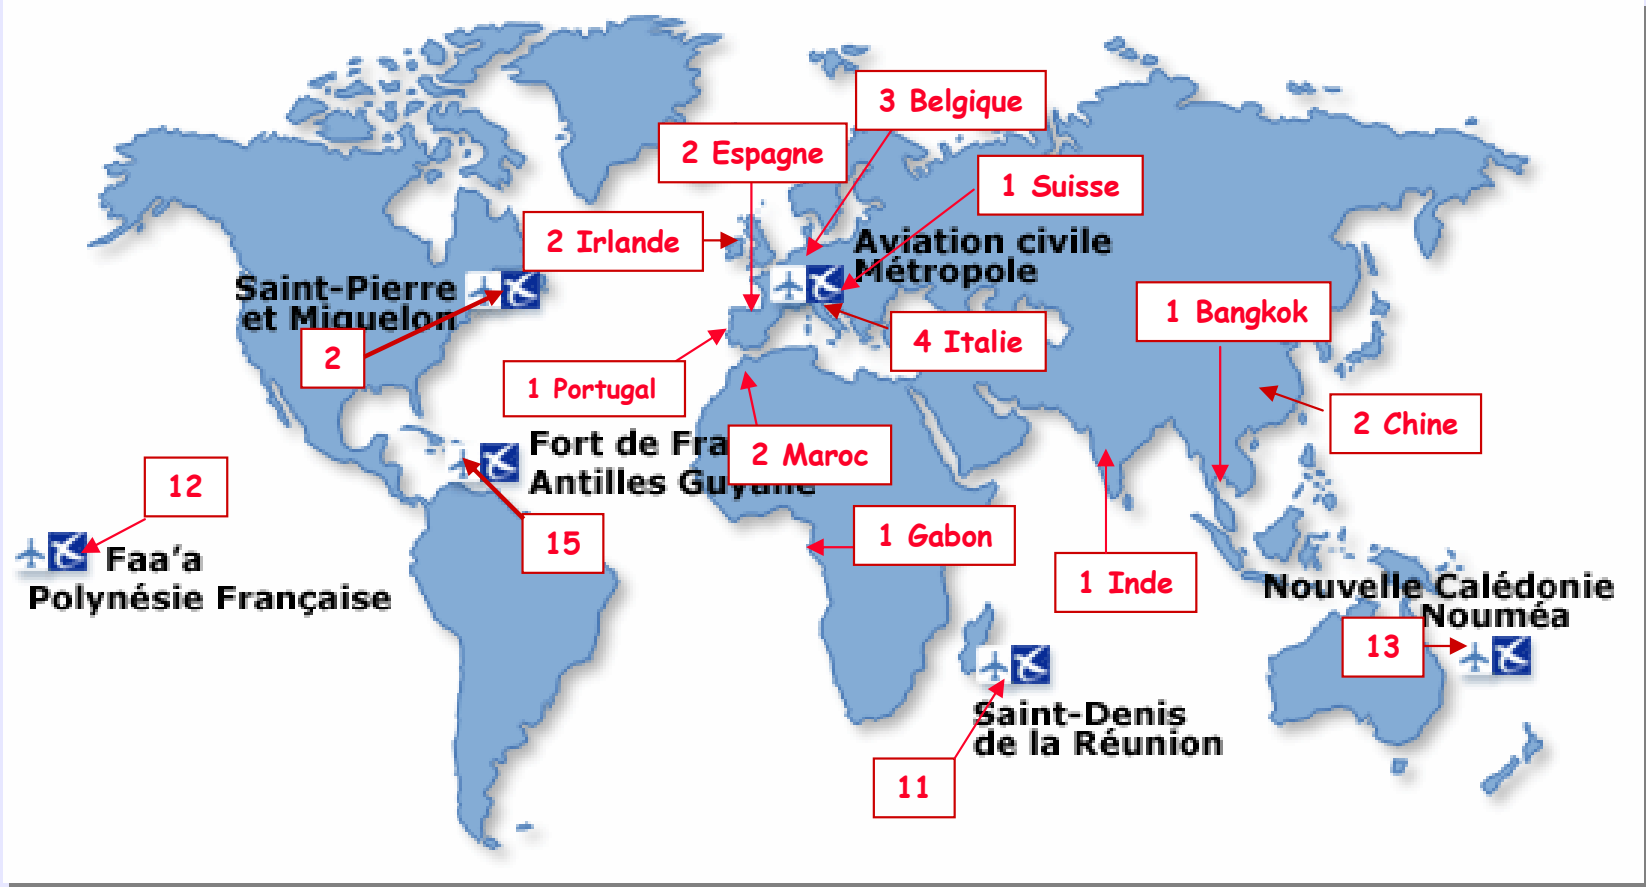 3 Belgique
2 Espagne
1 Suisse
2 Irlande
Aviation civile
Métropole
Saint-Pierre
et Miquelon
1 Bangkok
4 Italie
2
1 Portugal
2 Chine
Fort de Fra
2 Maroc
Antilles Guyane
12
1 Gabon
15
Faa'a
Polynésie Française
1 Inde
Nouvelle Calédonie
Nouméa
13
Saint-Denis
de la Réunion
11